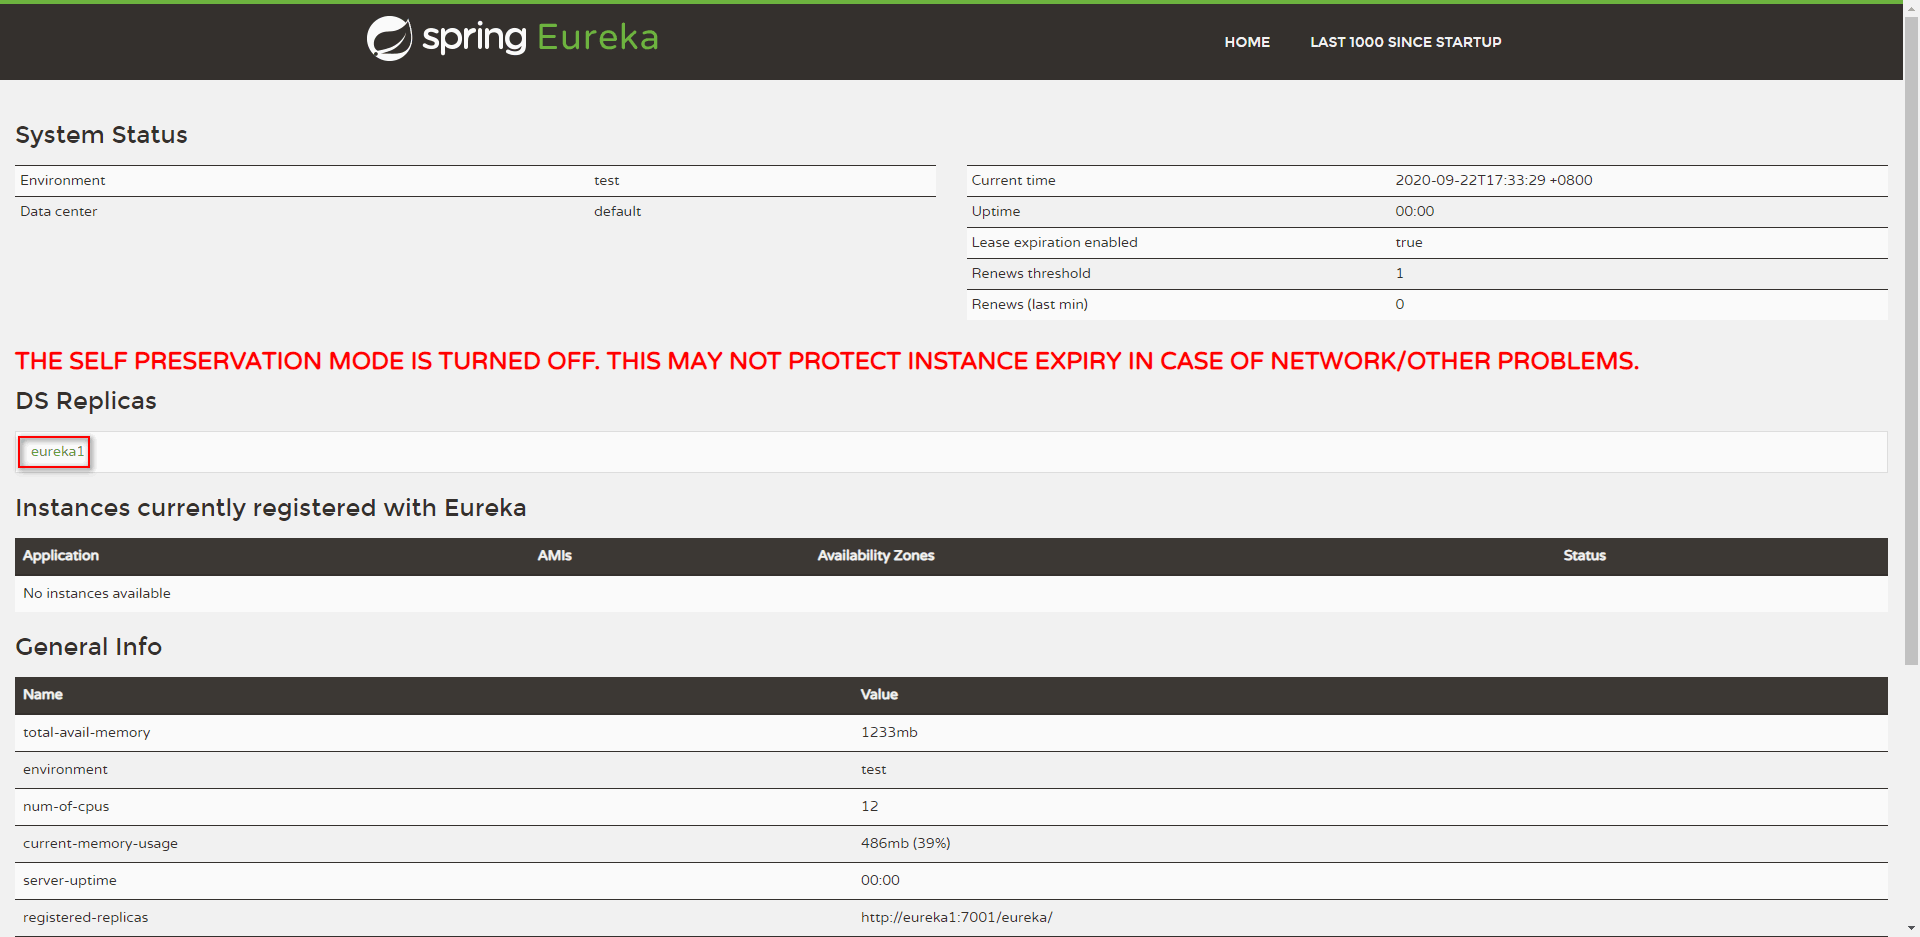 spring Eureka
HOME LAST 1000 SINCE STARTUP
System Status
Environment test
Data center default
Current time 2020-09-22T17:33:29 +0800
Uptime 00:00
Lease expiration enabled true
Renews threshold 1
Renews (last min) 0
THE SELF PRESERVATION MODE IS TURNED OFF. THIS MAY NOT PROTECT INSTANCE EXPIRY IN CASE OF NETWORK/OTHER PROBLEMS.
DS Replicas
eureka1
Instances currently registered with Eureka
Application AMIs Availability Zones Status
No instances available
General Info
Name Value
total-avail-memory 1233mb
environment test
num-of-cpus 12
current-memory-usage 486mb (39%)
server-uptime 00:00
registered-replicas http://eureka1:7001/eureka/